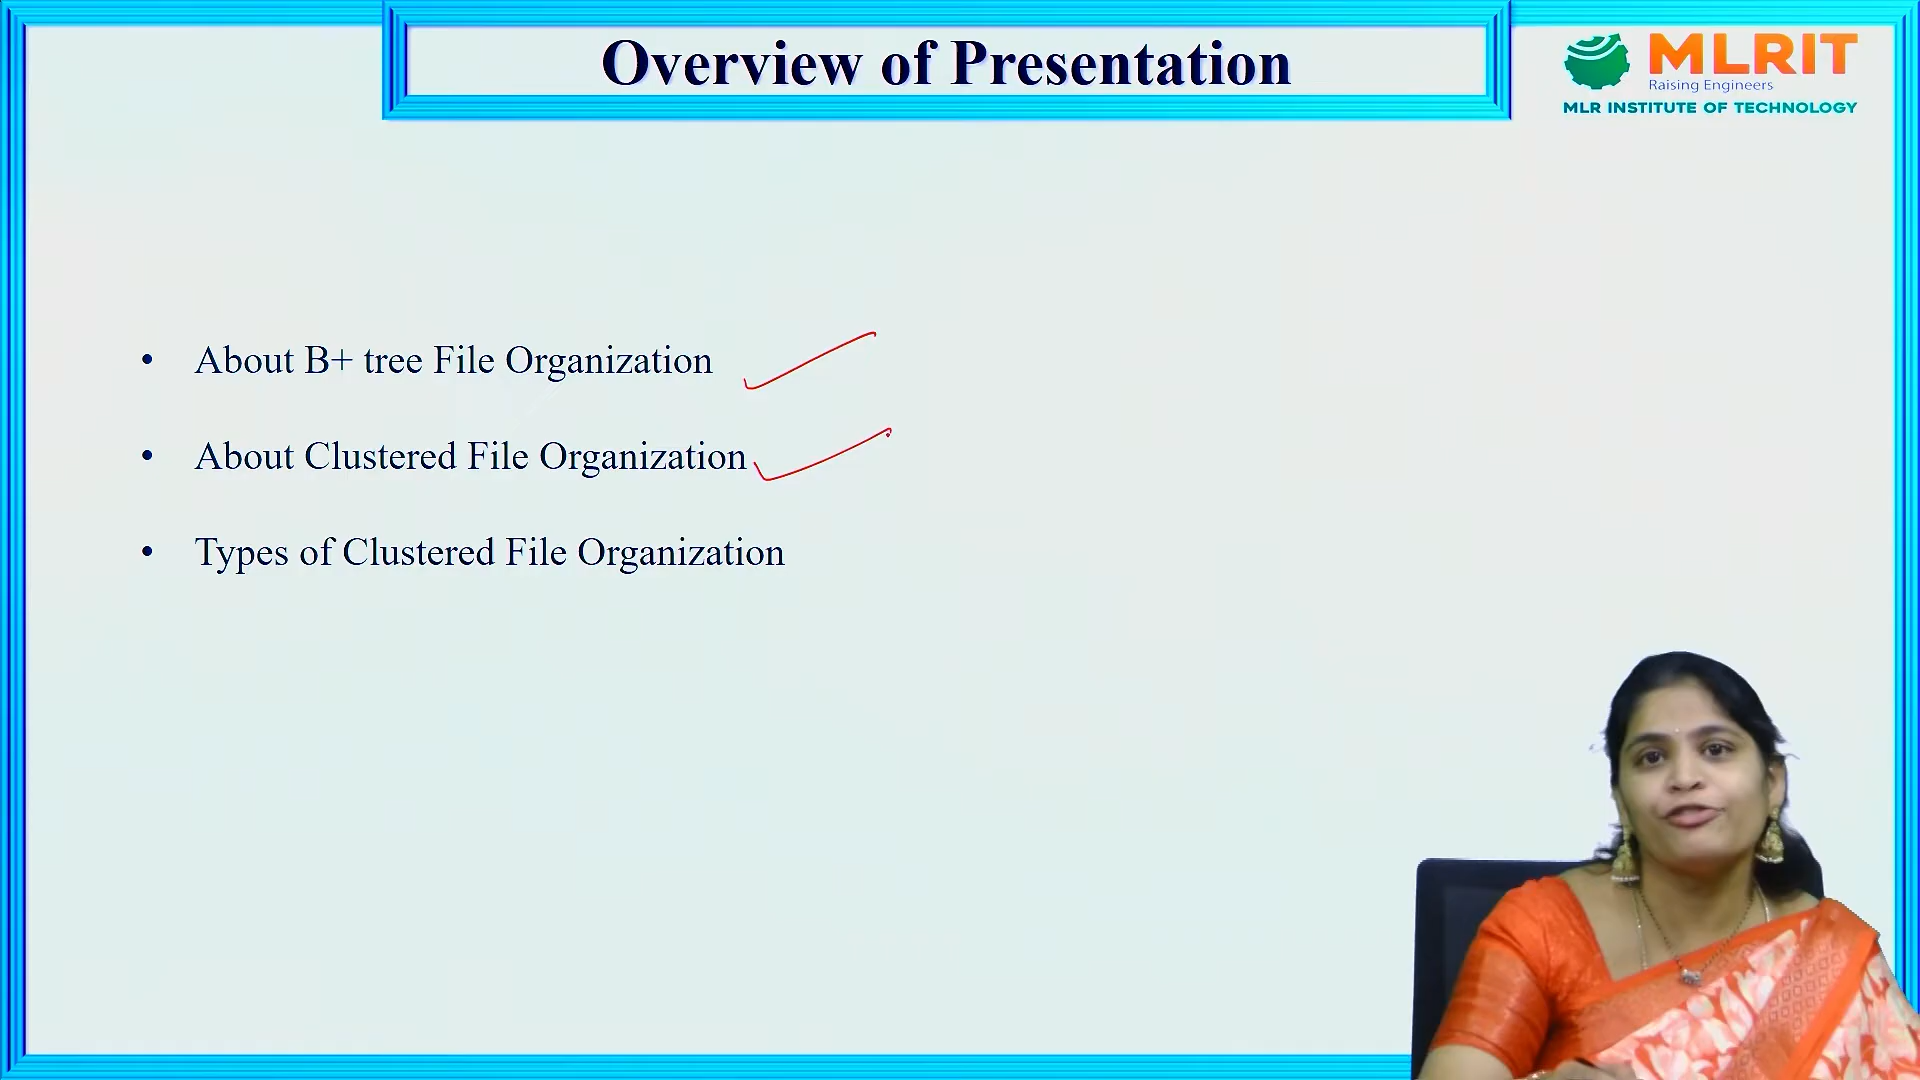 Overview of Presentation
MLRIT
Raising Engineers
MLR INSTITUTE OF TECHNOLOGY
• About B+ tree File Organization
• About Clustered File Organization
• Types of Clustered File Organization